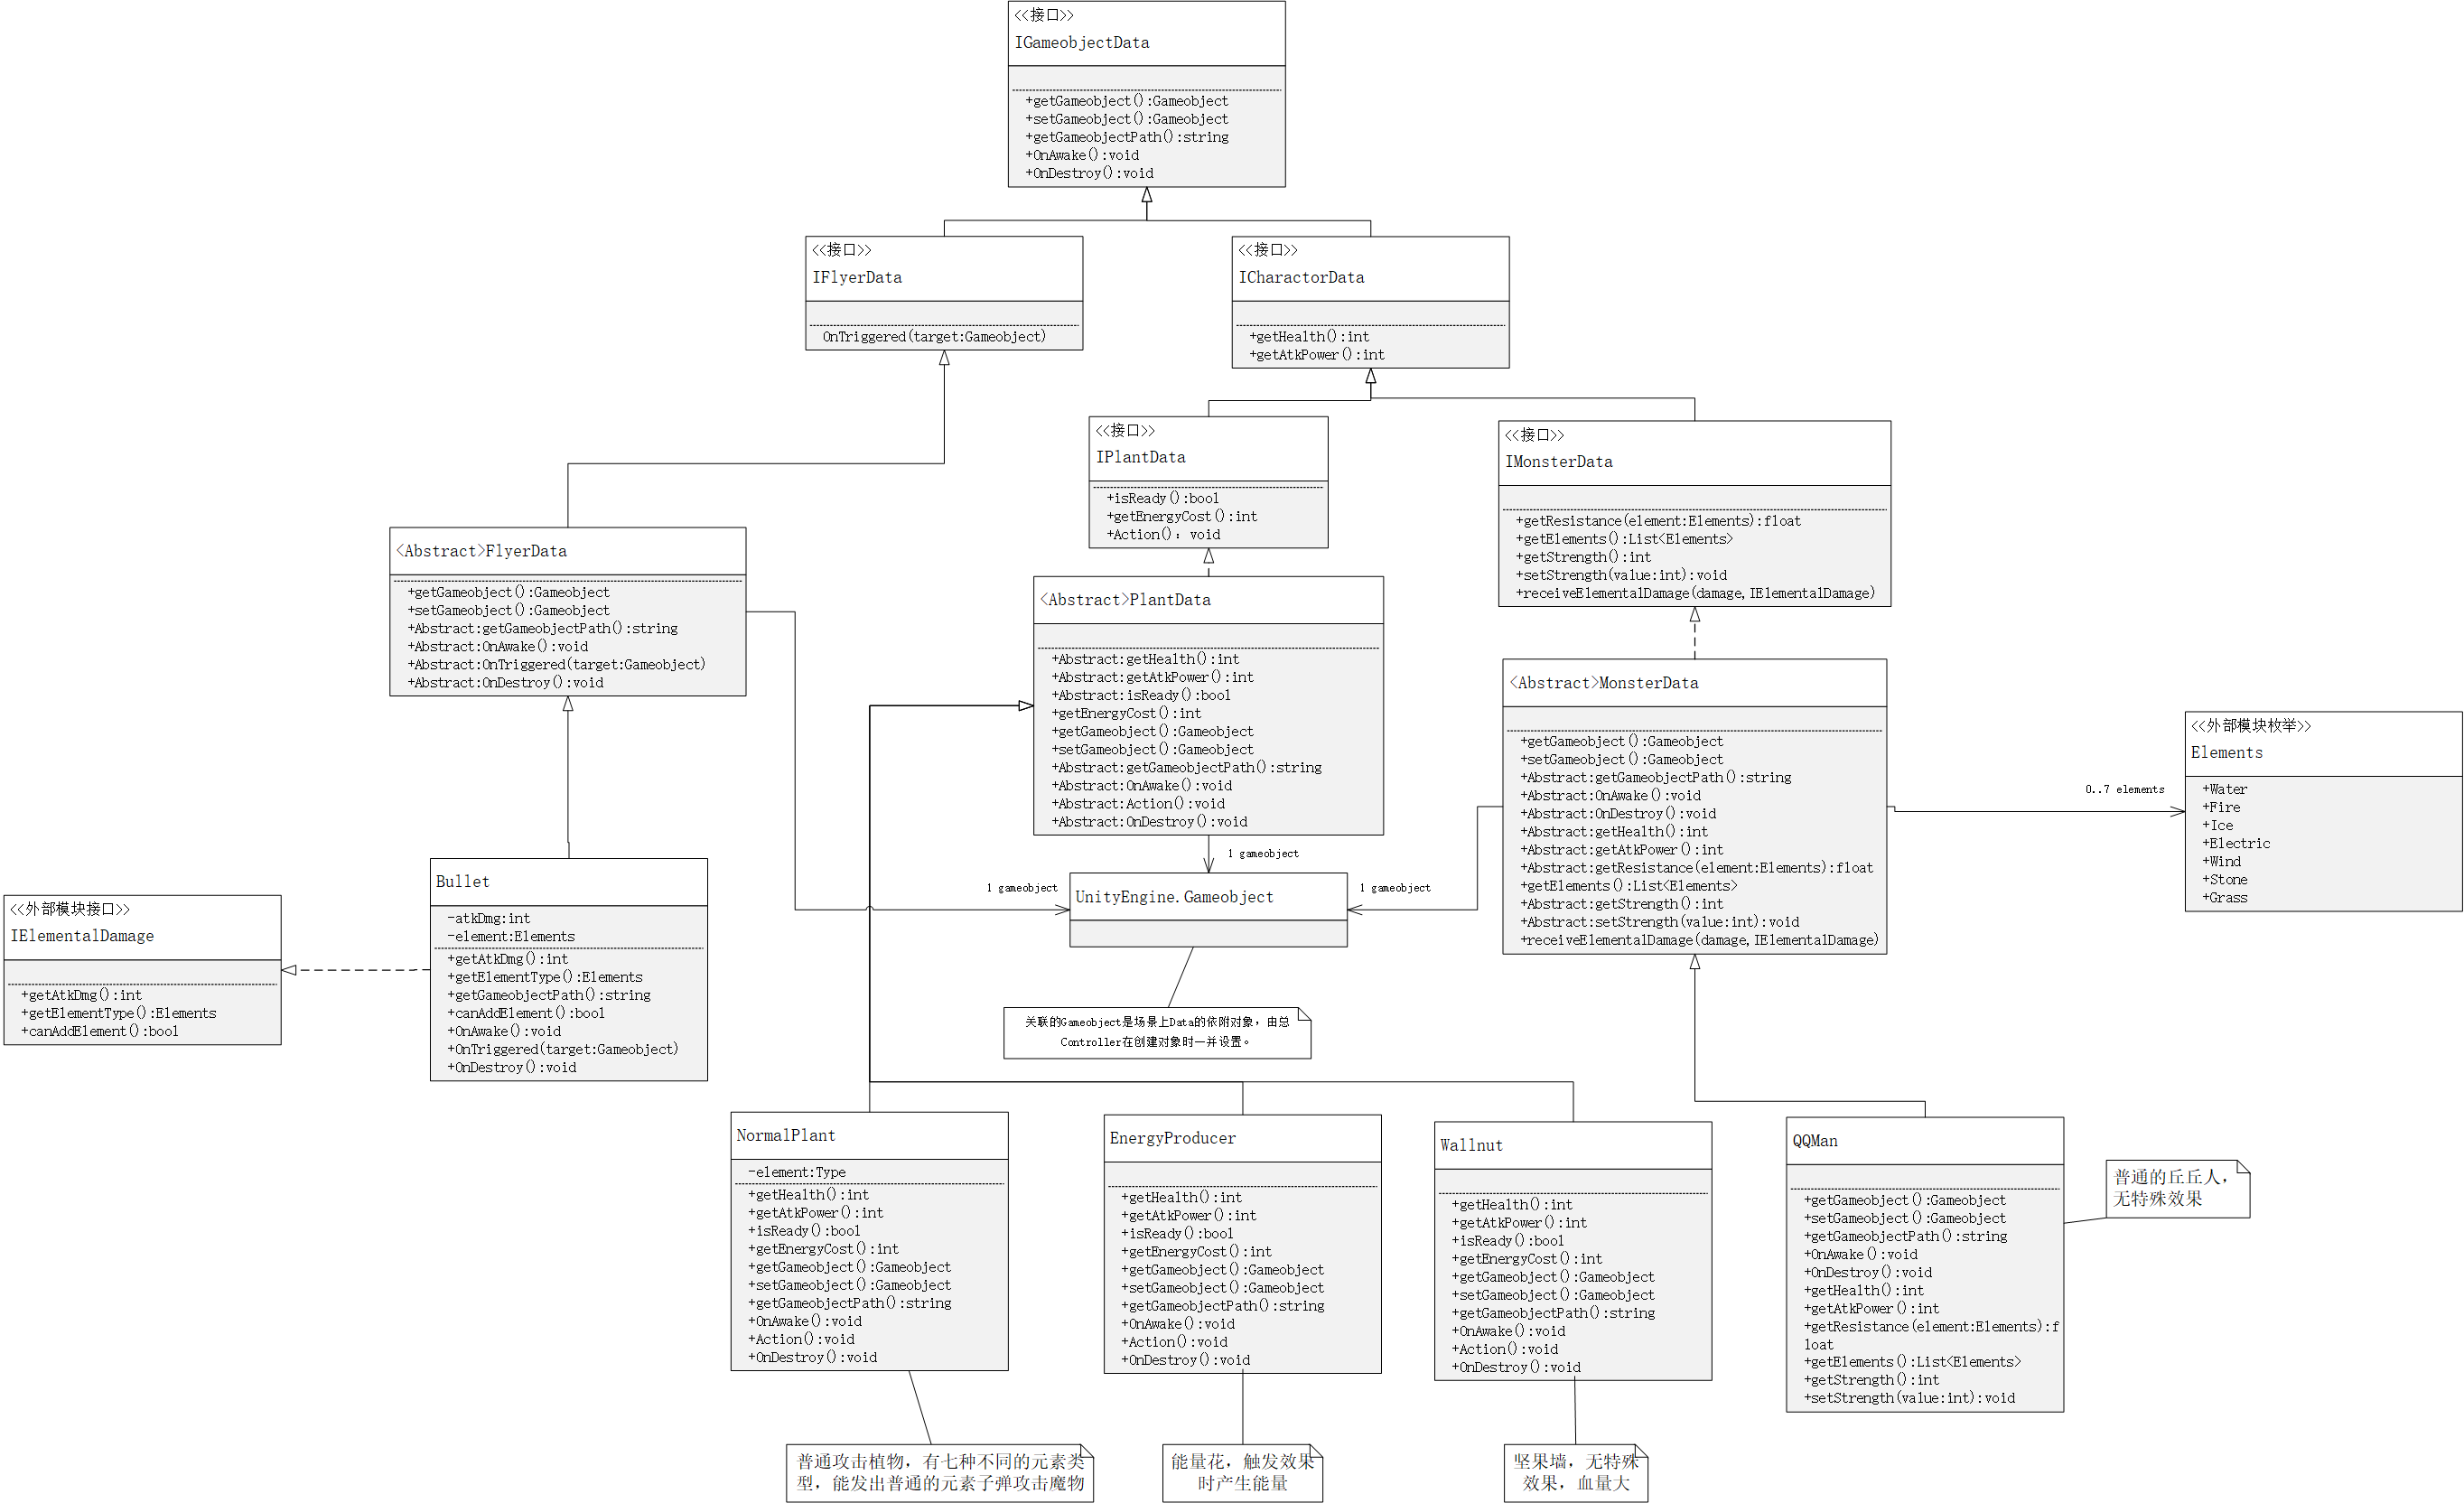 <<接口>>
IGameobjectData
+getGameobject():Gameobject
+setGameobject():Gameobject
+getGameobjectPath():string
+OnAwake():void
+OnDestroy():void
<<接口>>
IFlyerData
OnTriggered(target:Gameobject)
<<接口>>
ICharactorData
+getHealth():int
+getAtkPower():int
<<接口>>
IPlantData
+isReady():bool
+getEnergyCost():int
+Action()：void
<<接口>>
IMonsterData
+getResistance(element:Elements):float
+getElements():List<Elements>
+getStrength():int
+setStrength(value:int):void
+receiveElementalDamage(damage,IElementalDamage)
<Abstract>FlyerData
+getGameobject():Gameobject
+setGameobject():Gameobject
+Abstract:getGameobjectPath():string
+Abstract:OnAwake():void
+Abstract:OnTriggered(target:Gameobject)
+Abstract:OnDestroy():void
<Abstract>PlantData
+Abstract:getHealth():int
+Abstract:getAtkPower():int
+Abstract:isReady():bool
+getEnergyCost():int
+getGameobject():Gameobject
+setGameobject():Gameobject
+Abstract:getGameobjectPath():string
+Abstract:OnAwake():void
+Abstract:Action():void
+Abstract:OnDestroy():void
<Abstract>MonsterData
+getGameobject():Gameobject
+setGameobject():Gameobject
+Abstract:getGameobjectPath():string
+Abstract:OnAwake():void
+Abstract:OnDestroy():void
+Abstract:getHealth():int
+Abstract:getAtkPower():int
+Abstract:getResistance(element:Elements):float
+getElements():List<Elements>
+Abstract:getStrength():int
+Abstract:setStrength(value:int):void
+receiveElementalDamage(damage,IElementalDamage)
<<外部模块枚举>>
Elements
+Water
+Fire
+Ice
+Electric
+Wind
+Stone
+Grass
0..7 elements
1 gameobject
1 gameobject
1 gameobject
UnityEngine.Gameobject
关联的Gameobject是场景上Data的依附对象，由总
Controller在创建对象时一并设置。
<<外部模块接口>>
IElementalDamage
+getAtkDmg():int
+getElementType():Elements
+canAddElement():bool
Bullet
-atkDmg:int
-element:Elements
+getAtkDmg():int
+getElementType():Elements
+getGameobjectPath():string
+canAddElement():bool
+OnAwake():void
+OnTriggered(target:Gameobject)
+OnDestroy():void
NormalPlant
-element:Type
+getHealth():int
+getAtkPower():int
+isReady():bool
+getEnergyCost():int
+getGameobject():Gameobject
+setGameobject():Gameobject
+getGameobjectPath():string
+OnAwake():void
+Action():void
+OnDestroy():void
EnergyProducer
+getHealth():int
+getAtkPower():int
+isReady():bool
+getEnergyCost():int
+getGameobject():Gameobject
+setGameobject():Gameobject
+getGameobjectPath():string
+OnAwake():void
+Action():void
+OnDestroy():void
Wallnut
+getHealth():int
+getAtkPower():int
+isReady():bool
+getEnergyCost():int
+getGameobject():Gameobject
+setGameobject():Gameobject
+getGameobjectPath():string
+OnAwake():void
+Action():void
+OnDestroy():void
QQMan
+getGameobject():Gameobject
+setGameobject():Gameobject
+getGameobjectPath():string
+OnAwake():void
+OnDestroy():void
+getHealth():int
+getAtkPower():int
+getResistance(element:Elements):f
loat
+getElements():List<Elements>
+getStrength():int
+setStrength(value:int):void
普通的丘丘人，
无特殊效果
普通攻击植物，有七种不同的元素类
型，能发出普通的元素子弹攻击魔物
能量花，触发效果
时产生能量
坚果墙，无特殊
效果，血量大